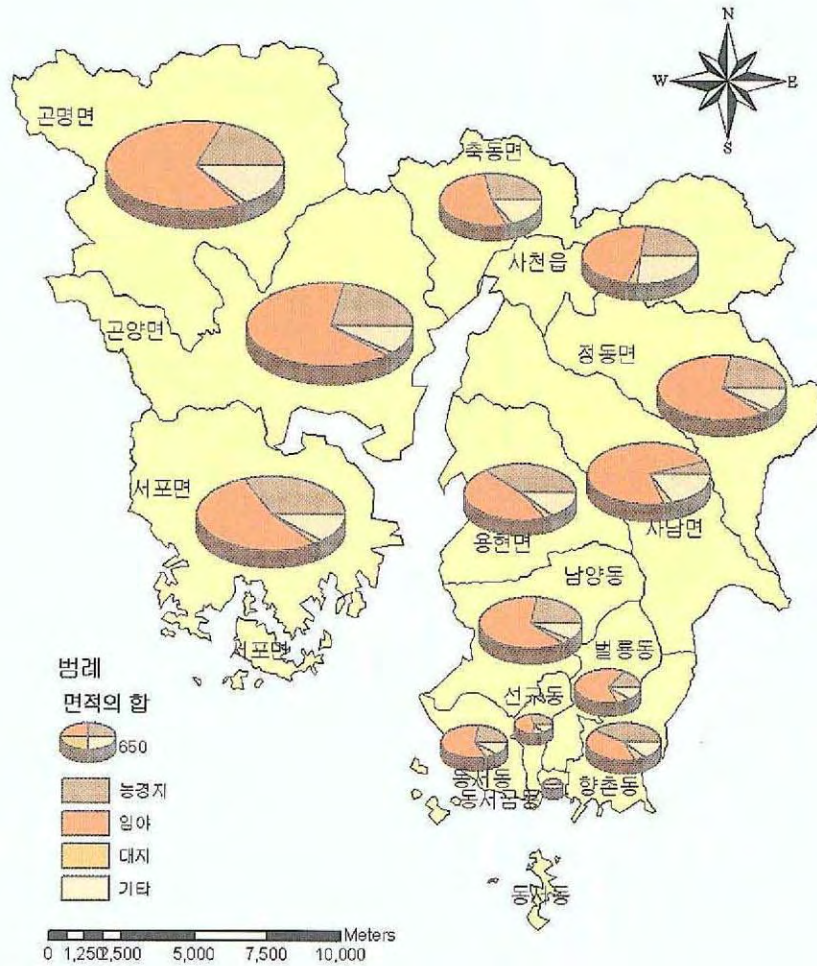 N
W E
S
곤명면
축동면
사천읍
곤양면
정동면
서포면
사남면
용현면
남양동
벌룡동
서포면
선구동
동서금동
향촌동
동서동
범례
면적의 합
650
농경지
임야
대지
기타
Meters
0 1,250 2,500 5,000 7,500 10,000